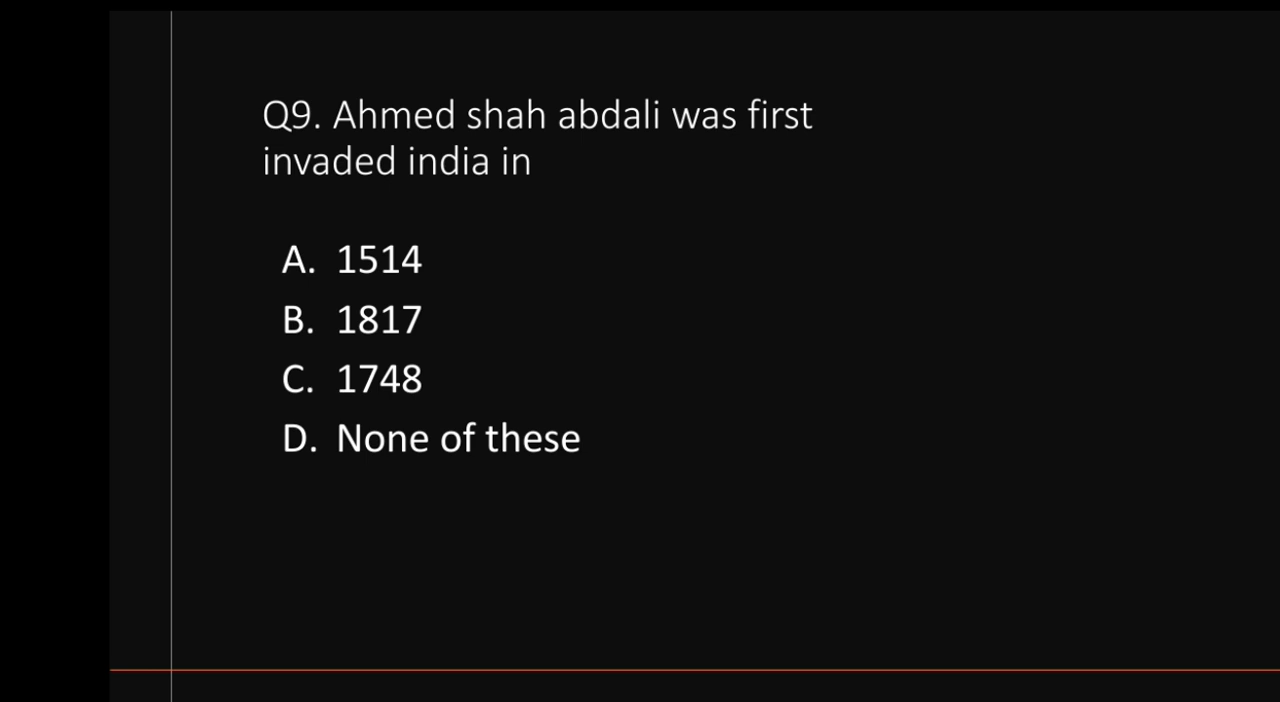 Q9. Ahmed shah abdali was first
invaded india in
A. 1514
B. 1817
C. 1748
D. None of these